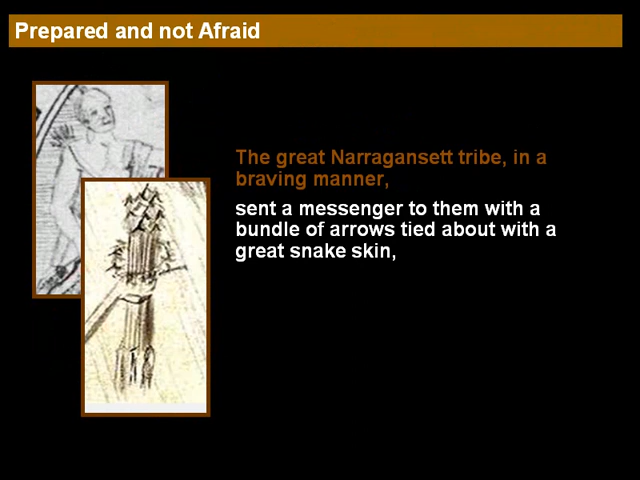 Prepared and not Afraid
The great Narragansett tribe, in a
braving manner,
sent a messenger to them with a
bundle of arrows tied about with a
great snake skin,